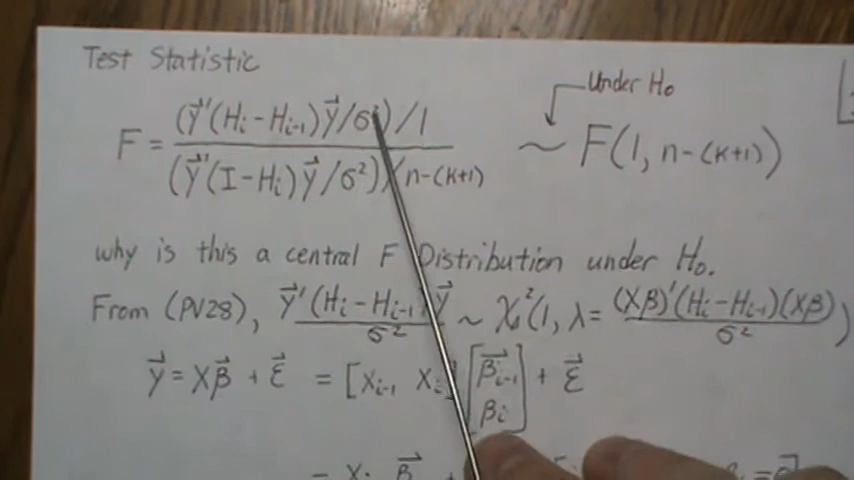 Test Statistic
Under H₀
F = (y⃗'(Hᵢ-Hᵢ₋₁)y⃗/σ²)/1 ~ F(1, n-(k+1))
(y⃗'(I-Hᵢ)y⃗/σ²)/(n-(k+1)
why is this a central F Distribution under H₀.
From (PV28), y⃗'(Hᵢ-Hᵢ₋₁)y⃗/σ² ~ χ²(1, λ = (Xβ)'(Hᵢ-Hᵢ₋₁)(Xβ)/σ²)
y⃗ = Xβ⃗ + ε⃗ = [Xᵢ₋₁ Xᵢ] [β⃗ᵢ₋₁ βᵢ] + ε⃗